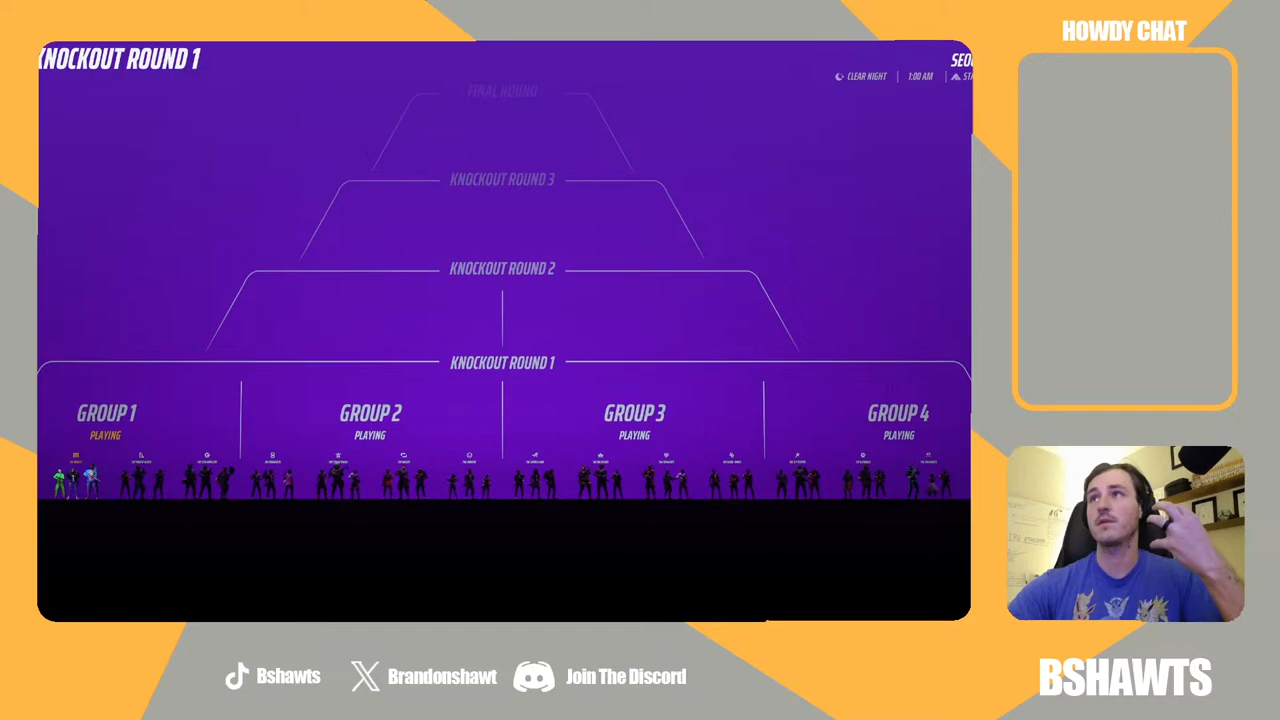 HOWDY CHAT
KNOCKOUT ROUND 1
SEO
CLEAR NIGHT
1:00 AM
STA
FINAL ROUND
KNOCKOUT ROUND 3
KNOCKOUT ROUND 2
KNOCKOUT ROUND 1
GROUP 1
PLAYING
GROUP 2
PLAYING
GROUP 3
PLAYING
GROUP 4
PLAYING
Bshawts
Brandonshawt
Join The Discord
BSHAWTS